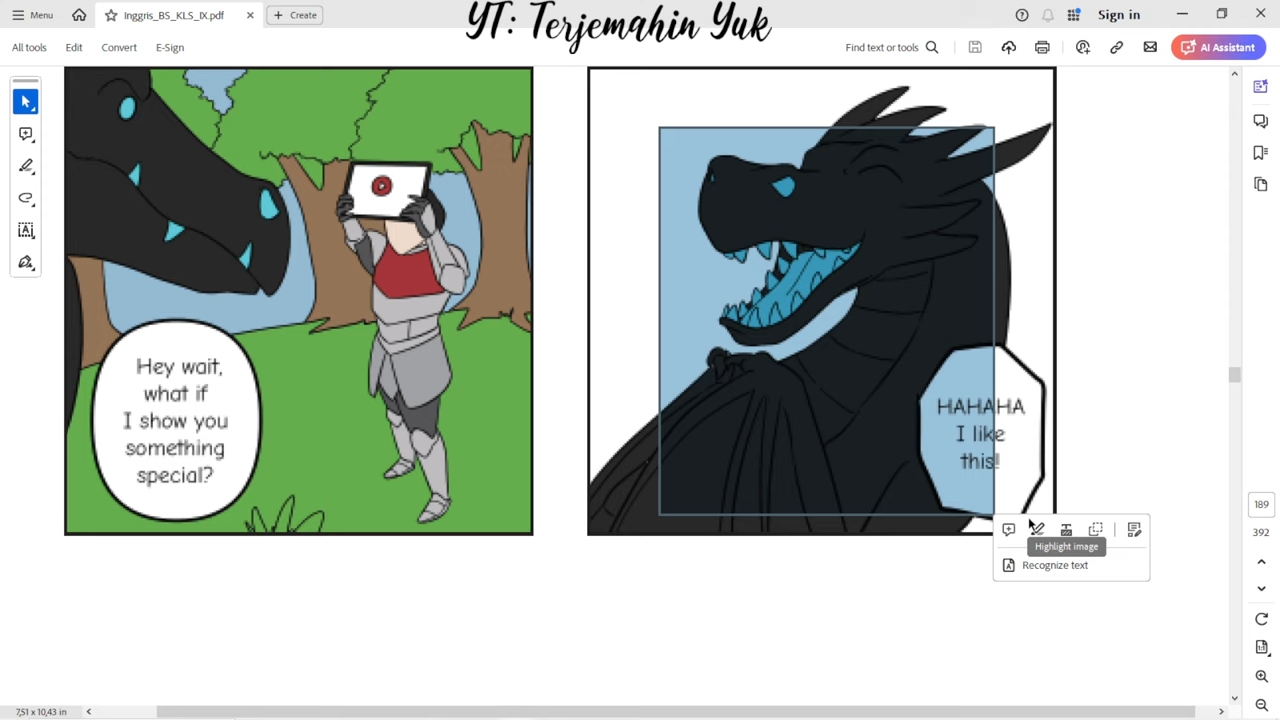 Menu
Inggris_BS_KLS_IX.pdf
Create
YT: Terjemahin Yuk
Sign in
All tools
Edit
Convert
E-Sign
Find text or tools
AI Assistant
Hey wait,
what if
I show you
something
special?
HAHAHA
I like
this!
Highlight image
Recognize text
189
392
7,51 x 10,43 in